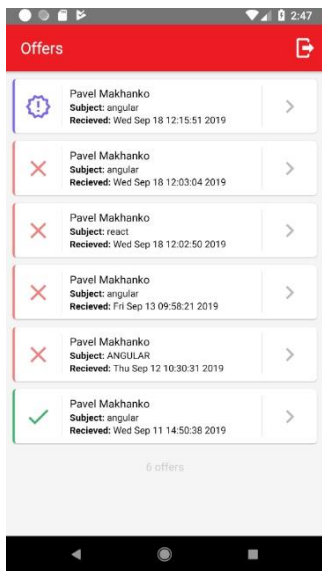 2:47
Offers
Pavel Makhanko
Subject: angular
Recieved: Wed Sep 18 12:15:51 2019
Pavel Makhanko
Subject: angular
Recieved: Wed Sep 18 12:03:04 2019
Pavel Makhanko
Subject: react
Recieved: Wed Sep 18 12:02:50 2019
Pavel Makhanko
Subject: angular
Recieved: Fri Sep 13 09:58:21 2019
Pavel Makhanko
Subject: ANGULAR
Recieved: Thu Sep 12 10:30:31 2019
Pavel Makhanko
Subject: angular
Recieved: Wed Sep 11 14:50:38 2019
6 offers